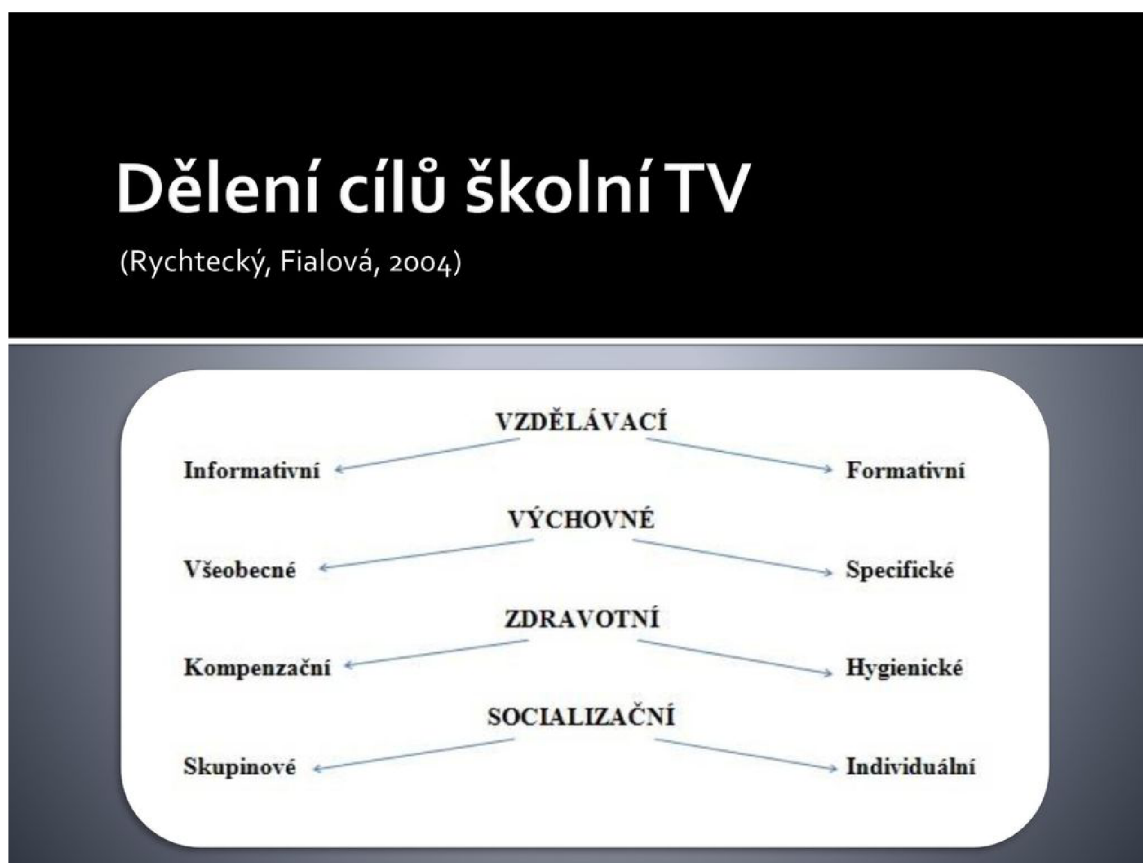 Dělení cílů školní TV
(Rychtecký, Fialová, 2004)
VZDĚLÁVACÍ
Informativní Formativní
VÝCHOVNÉ
Všeobecné Specifické
ZDRAVOTNÍ
Kompenzační Hygienické
SOCIALIZAČNÍ
Skupinové Individuální